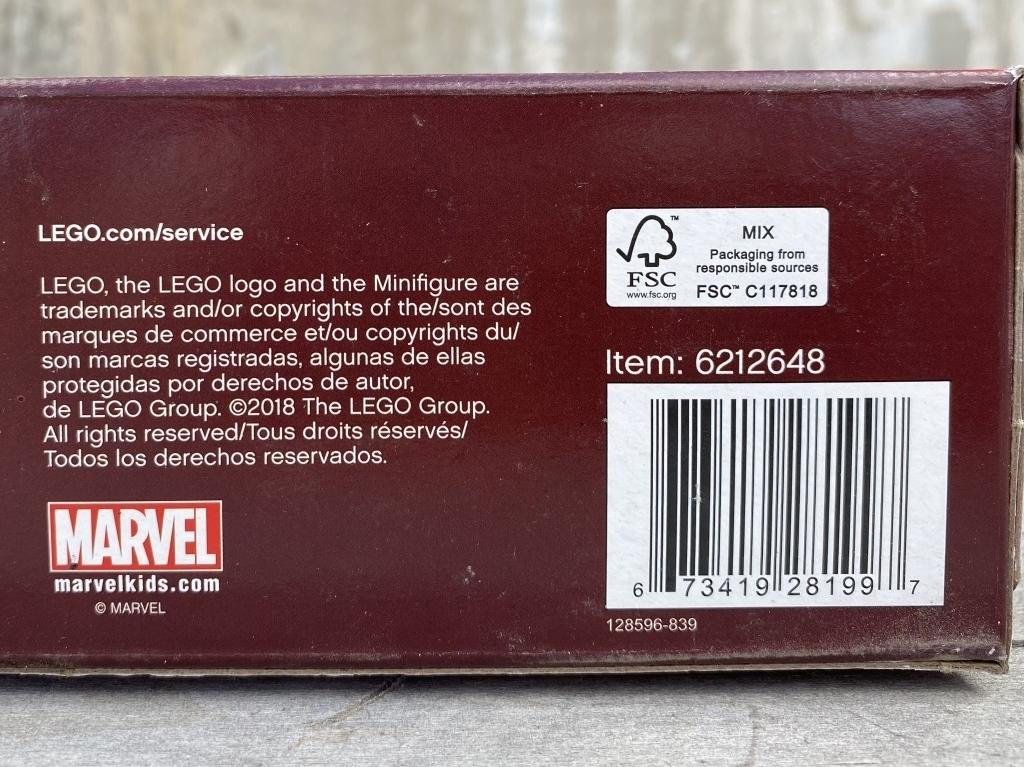 LEGO.com/service
LEGO, the LEGO logo and the Minifigure are
trademarks and/or copyrights of the/sont des
marques de commerce et/ou copyrights du/
son marcas registradas, algunas de ellas
protegidas por derechos de autor,
de LEGO Group. ©2018 The LEGO Group.
All rights reserved/Tous droits réservés/
Todos los derechos reservados.
MARVEL
marvelkids.com
© MARVEL
FSC
™
www.fsc.org
MIX
Packaging from
responsible sources
FSC™ C117818
Item: 6212648
6 73419 28199 7
128596-839